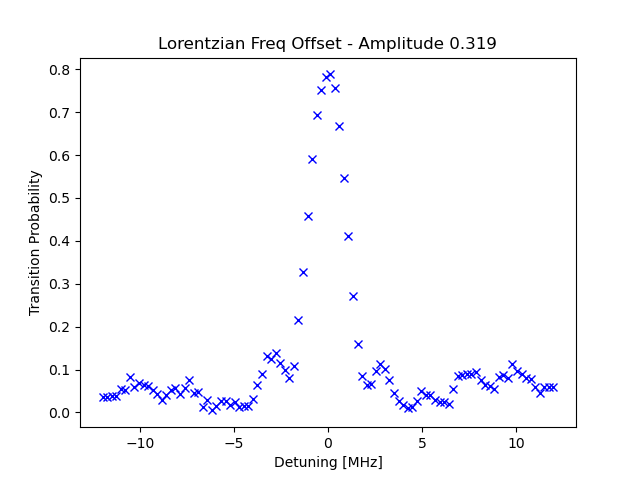 Lorentzian Freq Offset - Amplitude 0.319
0.8
0.7
0.6
0.5
0.4
0.3
0.2
0.1
0.0
Transition Probability
−10 −5 0 5 10
Detuning [MHz]